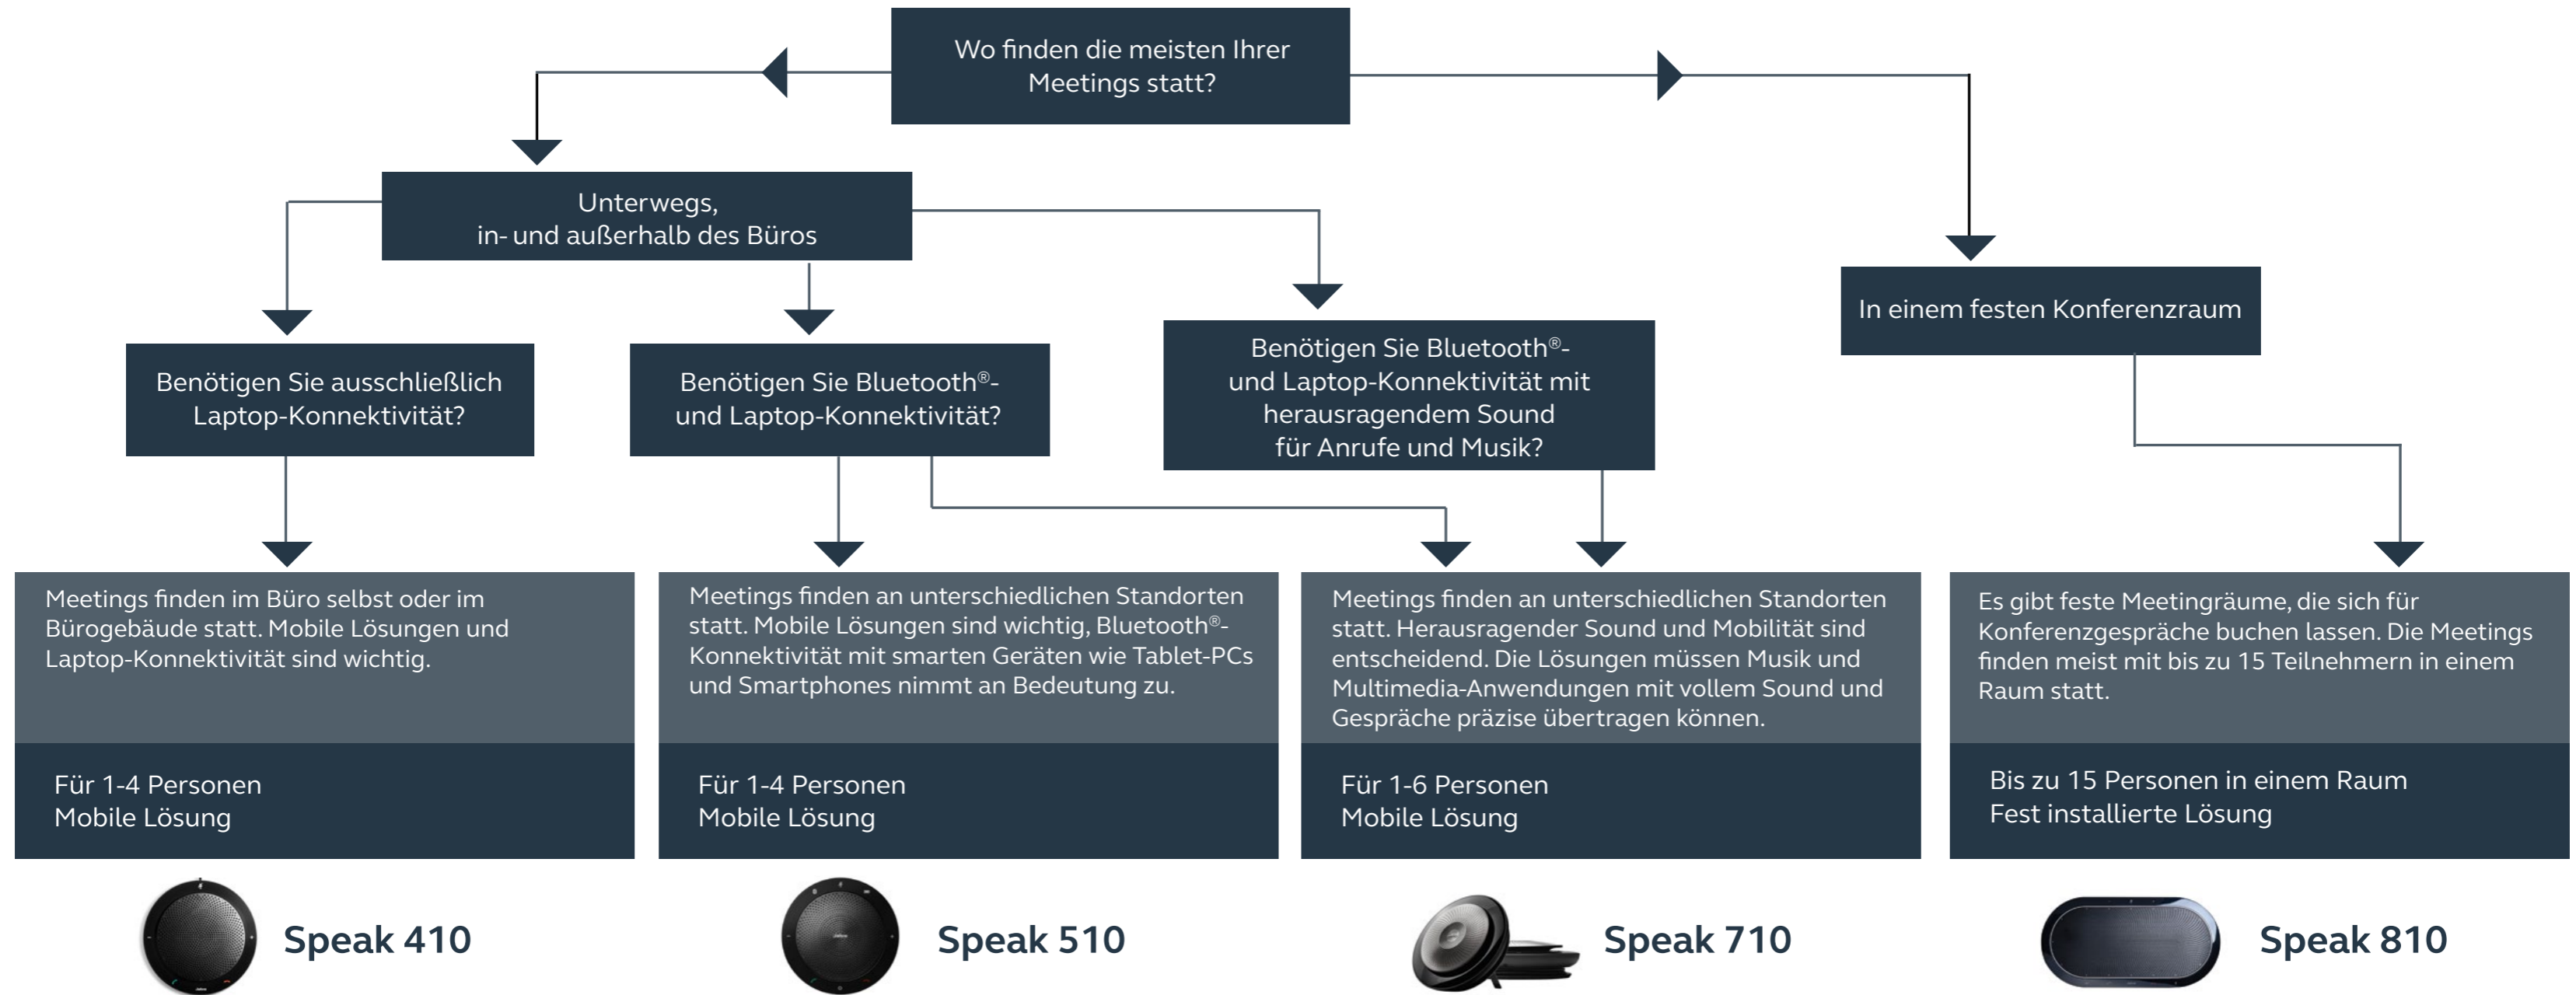 Wo finden die meisten Ihrer
Meetings statt?
Unterwegs,
in- und außerhalb des Büros
In einem festen Konferenzraum
Benötigen Sie ausschließlich
Laptop-Konnektivität?
Benötigen Sie Bluetooth®-
und Laptop-Konnektivität?
Benötigen Sie Bluetooth®-
und Laptop-Konnektivität mit
herausragendem Sound
für Anrufe und Musik?
Meetings finden im Büro selbst oder im
Bürogebäude statt. Mobile Lösungen und
Laptop-Konnektivität sind wichtig.
Für 1-4 Personen
Mobile Lösung
Speak 410
Meetings finden an unterschiedlichen Standorten
statt. Mobile Lösungen sind wichtig, Bluetooth®-
Konnektivität mit smarten Geräten wie Tablet-PCs
und Smartphones nimmt an Bedeutung zu.
Für 1-4 Personen
Mobile Lösung
Speak 510
Meetings finden an unterschiedlichen Standorten
statt. Herausragender Sound und Mobilität sind
entscheidend. Die Lösungen müssen Musik und
Multimedia-Anwendungen mit vollem Sound und
Gespräche präzise übertragen können.
Für 1-6 Personen
Mobile Lösung
Speak 710
Es gibt feste Meetingräume, die sich für
Konferenzgespräche buchen lassen. Die Meetings
finden meist mit bis zu 15 Teilnehmern in einem
Raum statt.
Bis zu 15 Personen in einem Raum
Fest installierte Lösung
Speak 810